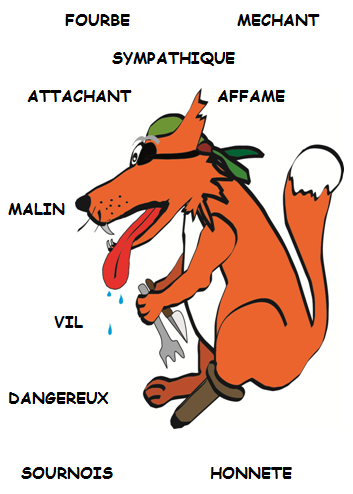 FOURBE MECHANT
SYMPATHIQUE
ATTACHANT AFFAME
MALIN
VIL
DANGEREUX
SOURNOIS HONNETE